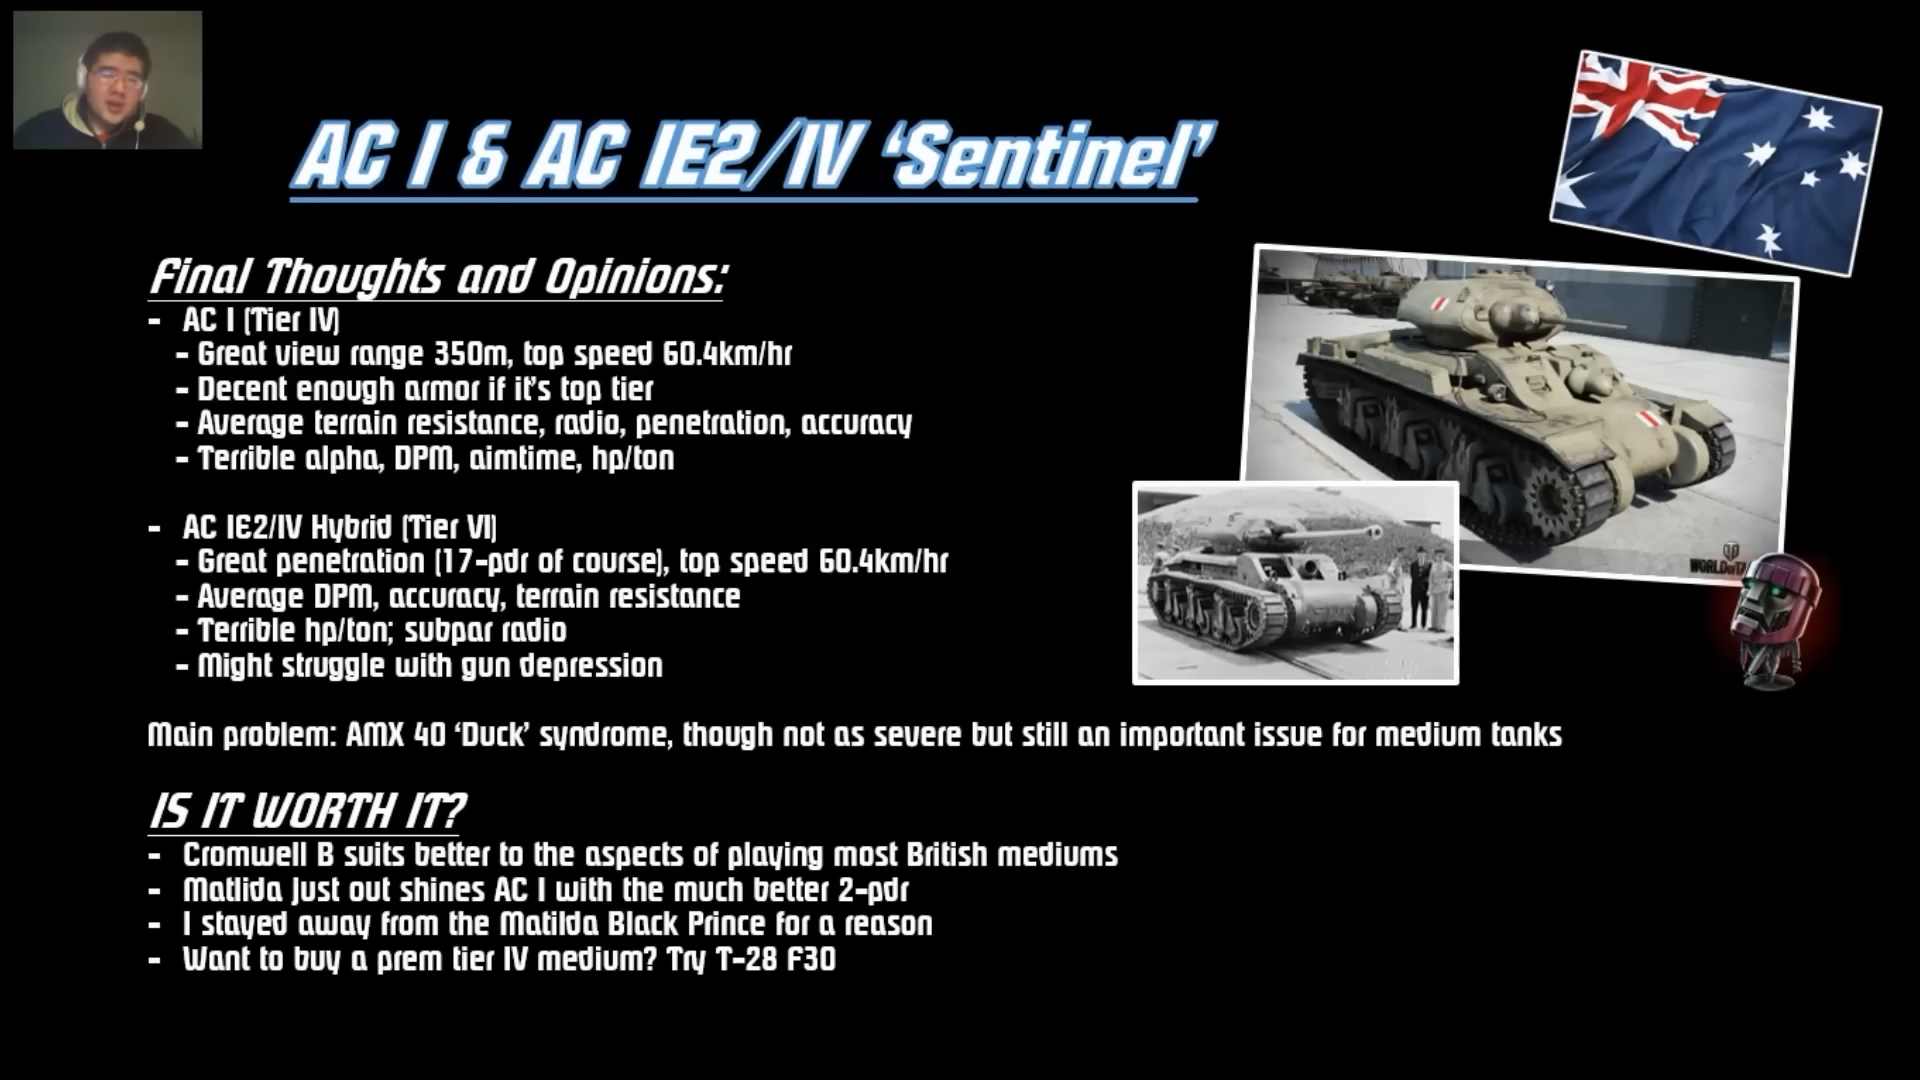 AC I & AC IE2/IV ‘Sentinel’
Final Thoughts and Opinions:
- AC I (Tier IV)
- Great view range 350m, top speed 60.4km/hr
- Decent enough armor if it's top tier
- Average terrain resistance, radio, penetration, accuracy
- Terrible alpha, DPM, aimtime, hp/ton
- AC IE2/IV Hybrid (Tier VI)
- Great penetration (17-pdr of course), top speed 60.4km/hr
- Average DPM, accuracy, terrain resistance
- Terrible hp/ton; subpar radio
- Might struggle with gun depression
Main problem: AMX 40 ‘Duck’ syndrome, though not as severe but still an important issue for medium tanks
IS IT WORTH IT?
- Cromwell B suits better to the aspects of playing most British mediums
- Matlida just out shines AC I with the much better 2-pdr
- I stayed away from the Matilda Black Prince for a reason
- Want to buy a prem tier IV medium? Try T-28 F30